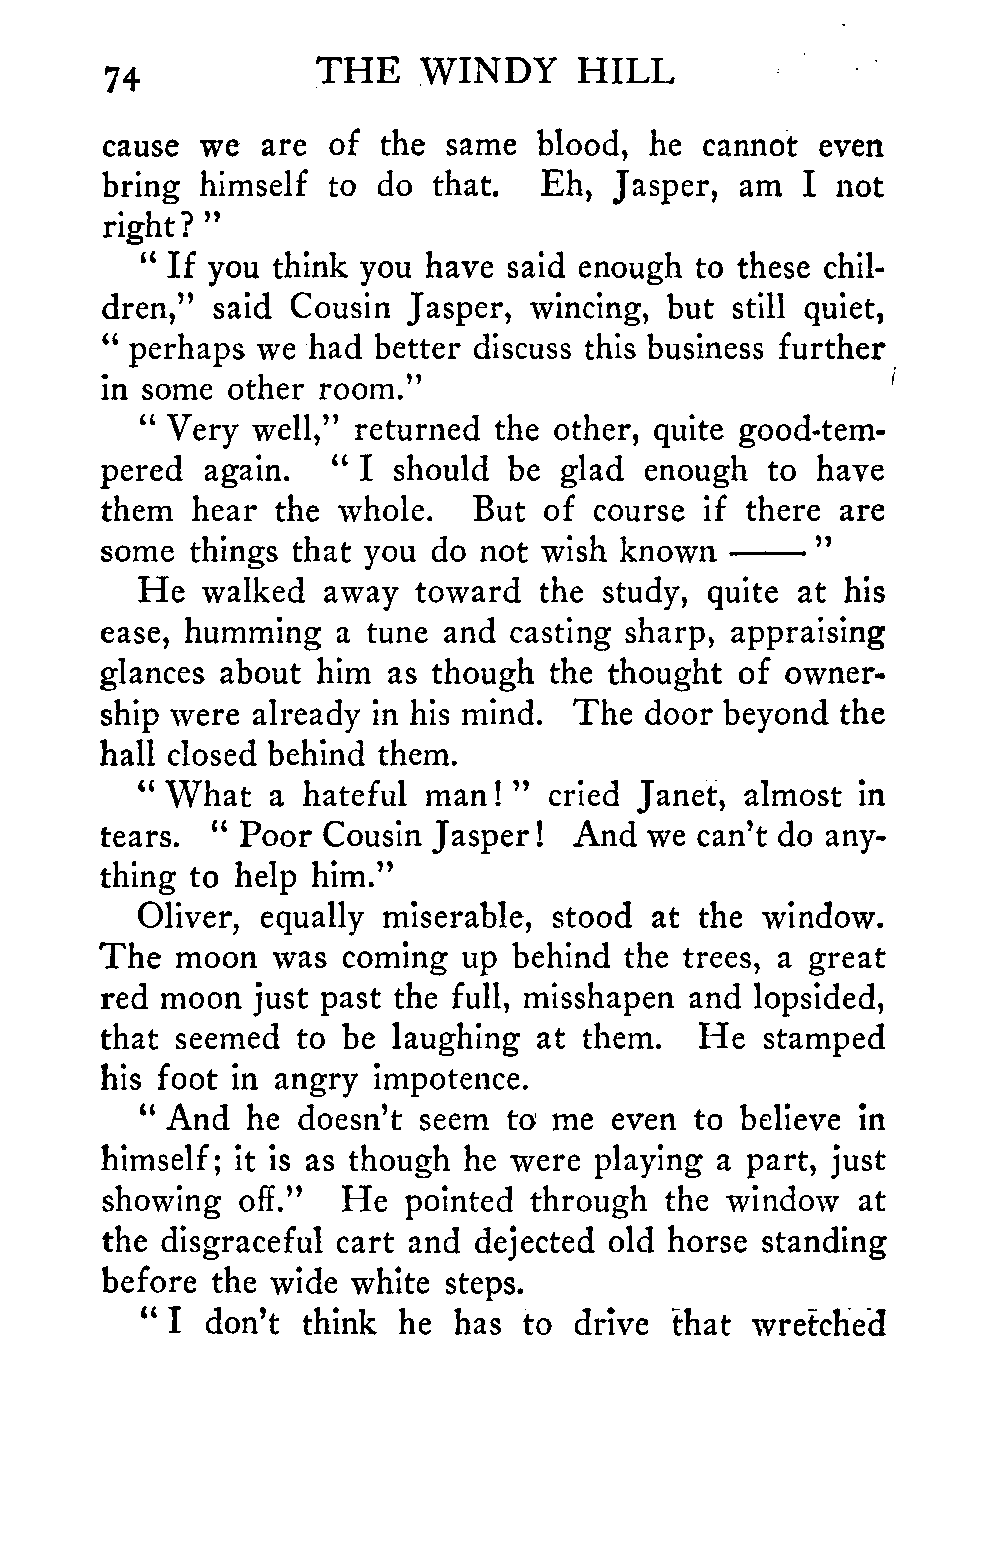 74 THE WINDY HILL
cause we are of the same blood, he cannot even
bring himself to do that. Eh, Jasper, am I not
right? "
" If you think you have said enough to these chil-
dren," said Cousin Jasper, wincing, but still quiet,
" perhaps we had better discuss this business further
in some other room."
" Very well," returned the other, quite good-tem-
pered again. " I should be glad enough to have
them hear the whole. But of course if there are
some things that you do not wish known —— "
He walked away toward the study, quite at his
ease, humming a tune and casting sharp, appraising
glances about him as though the thought of owner-
ship were already in his mind. The door beyond the
hall closed behind them.
" What a hateful man! " cried Janet, almost in
tears. " Poor Cousin Jasper! And we can't do any-
thing to help him."
Oliver, equally miserable, stood at the window.
The moon was coming up behind the trees, a great
red moon just past the full, misshapen and lopsided,
that seemed to be laughing at them. He stamped
his foot in angry impotence.
" And he doesn't seem to me even to believe in
himself; it is as though he were playing a part, just
showing off." He pointed through the window at
the disgraceful cart and dejected old horse standing
before the wide white steps.
" I don't think he has to drive that wretched